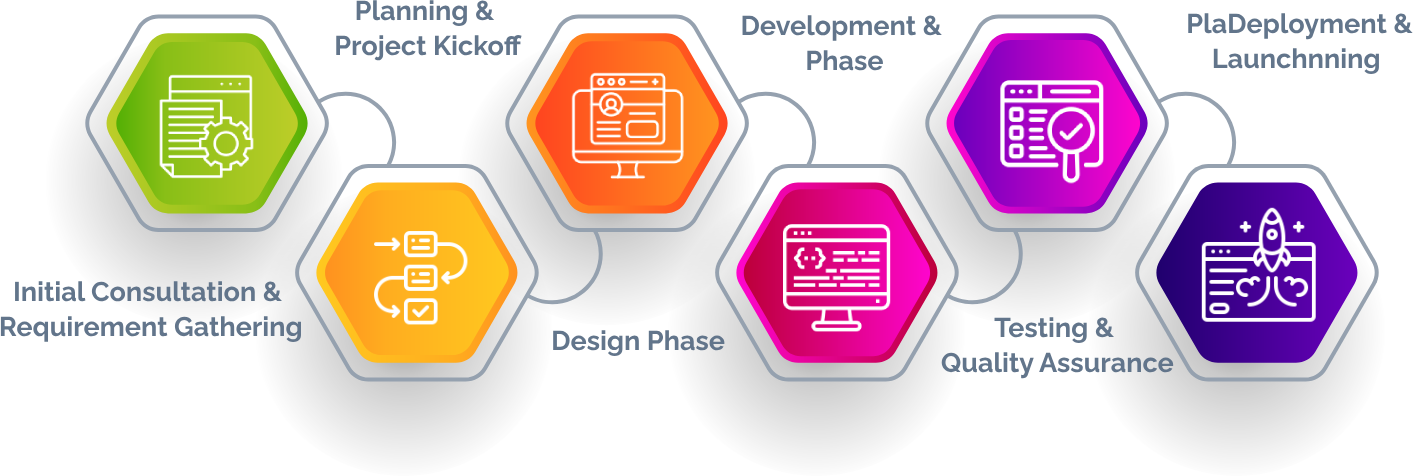 Initial Consultation &
Requirement Gathering
Planning &
Project Kickoff
Design Phase
Development &
Phase
Testing &
Quality Assurance
PlaDeployment &
Launchnning